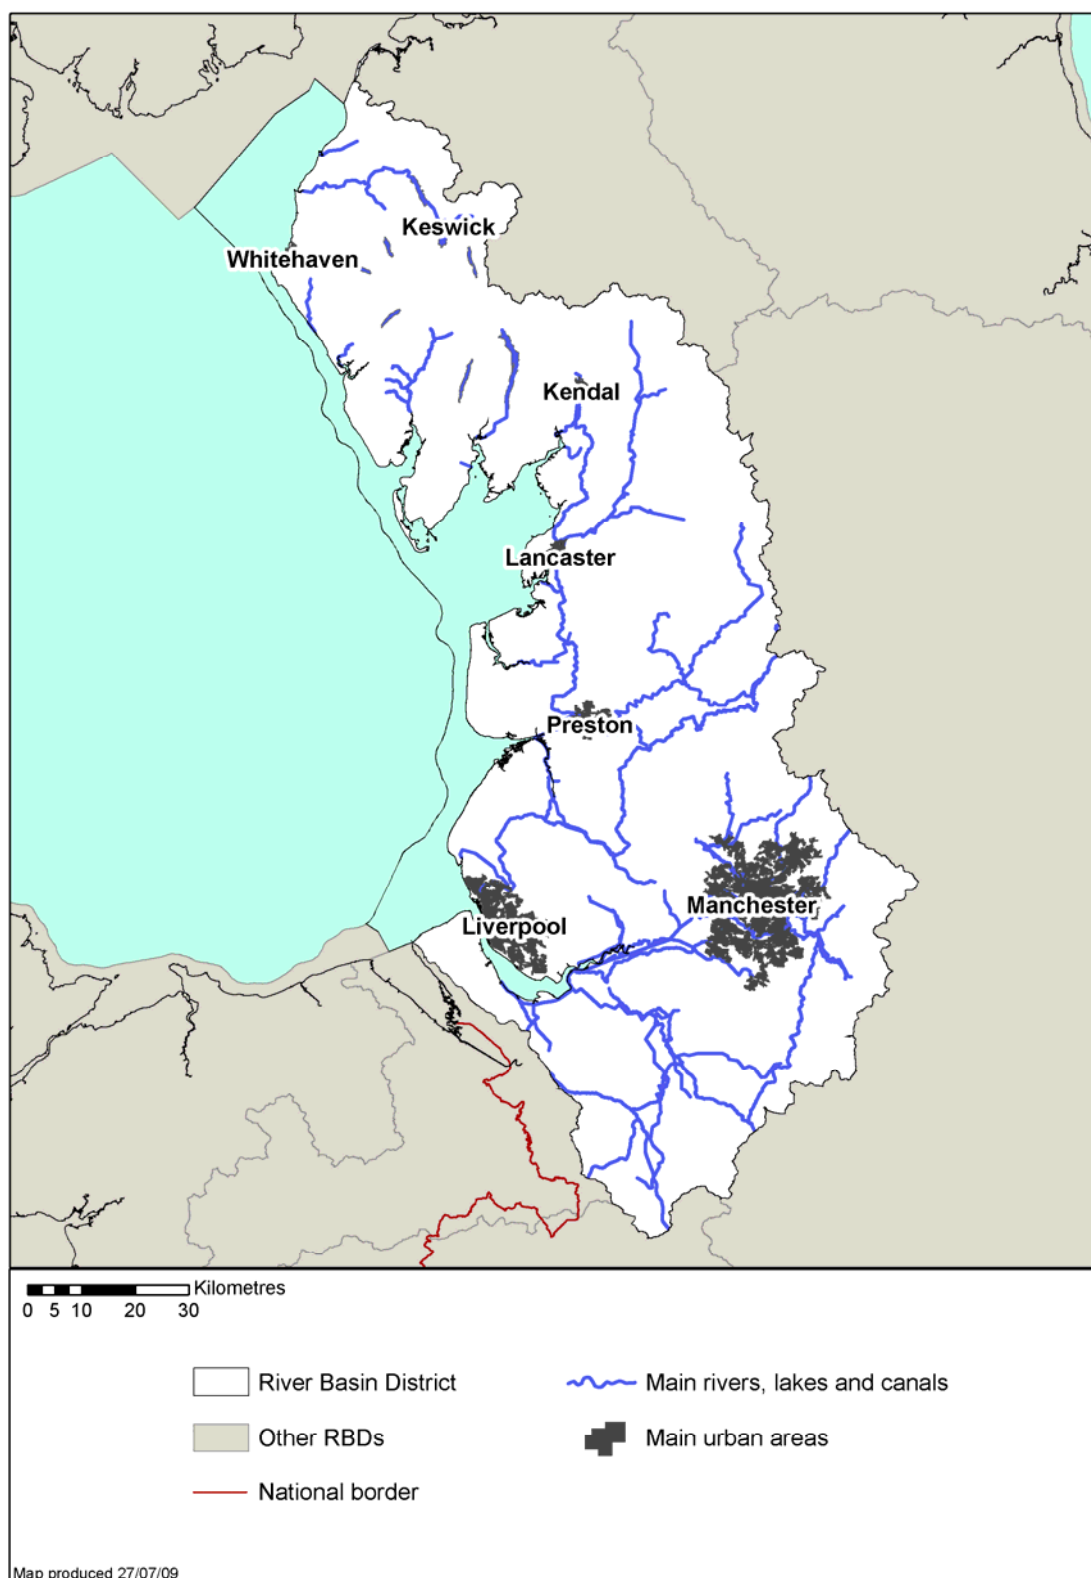 Keswick
Whitehaven
Kendal
Lancaster
Preston
Manchester
Liverpool
Kilometres
0 5 10 20 30
River Basin District
Main rivers, lakes and canals
Other RBDs
Main urban areas
National border
Map produced 27/07/09